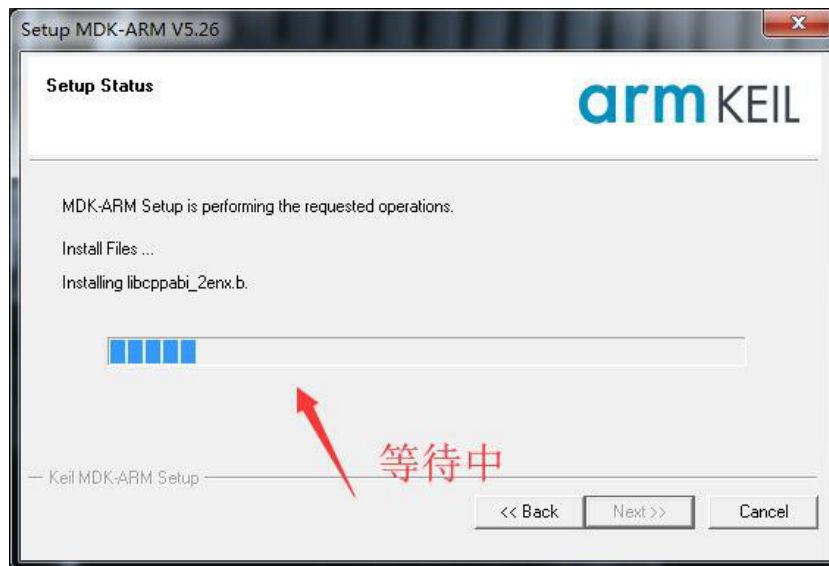 Setup MDK-ARM V5.26
Setup Status
arm KEIL
MDK-ARM Setup is performing the requested operations.
Install Files ...
Installing libcppabi_2enx.b.
等待中
Keil MDK-ARM Setup
<< Back
Next >>
Cancel